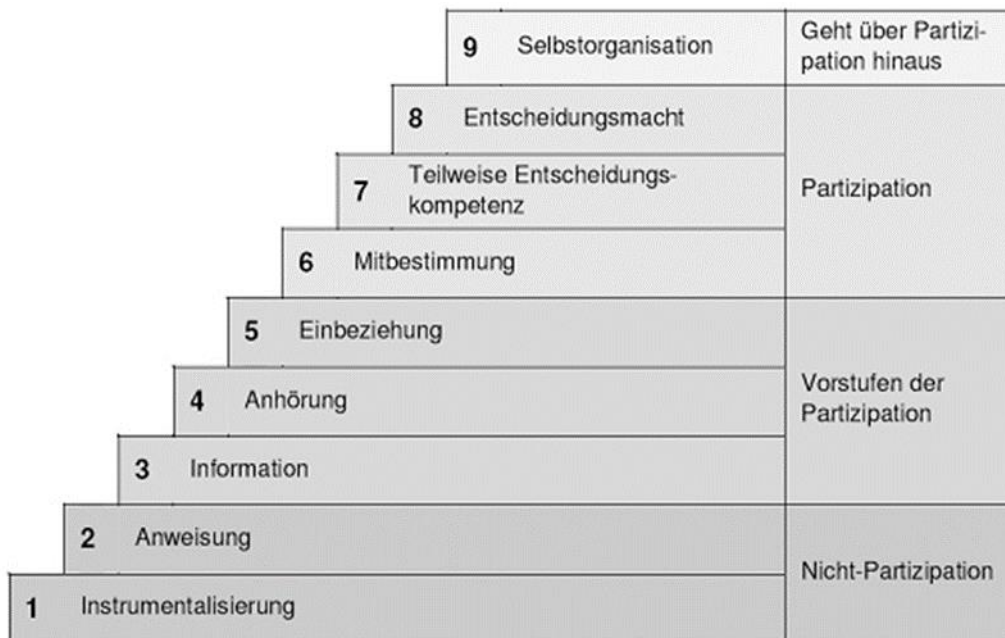 9 Selbstorganisation
Geht über Partizi-
pation hinaus
8 Entscheidungsmacht
7 Teilweise Entscheidungs-
kompetenz
Partizipation
6 Mitbestimmung
5 Einbeziehung
4 Anhörung
Vorstufen der
Partizipation
3 Information
2 Anweisung
Nicht-Partizipation
1 Instrumentalisierung